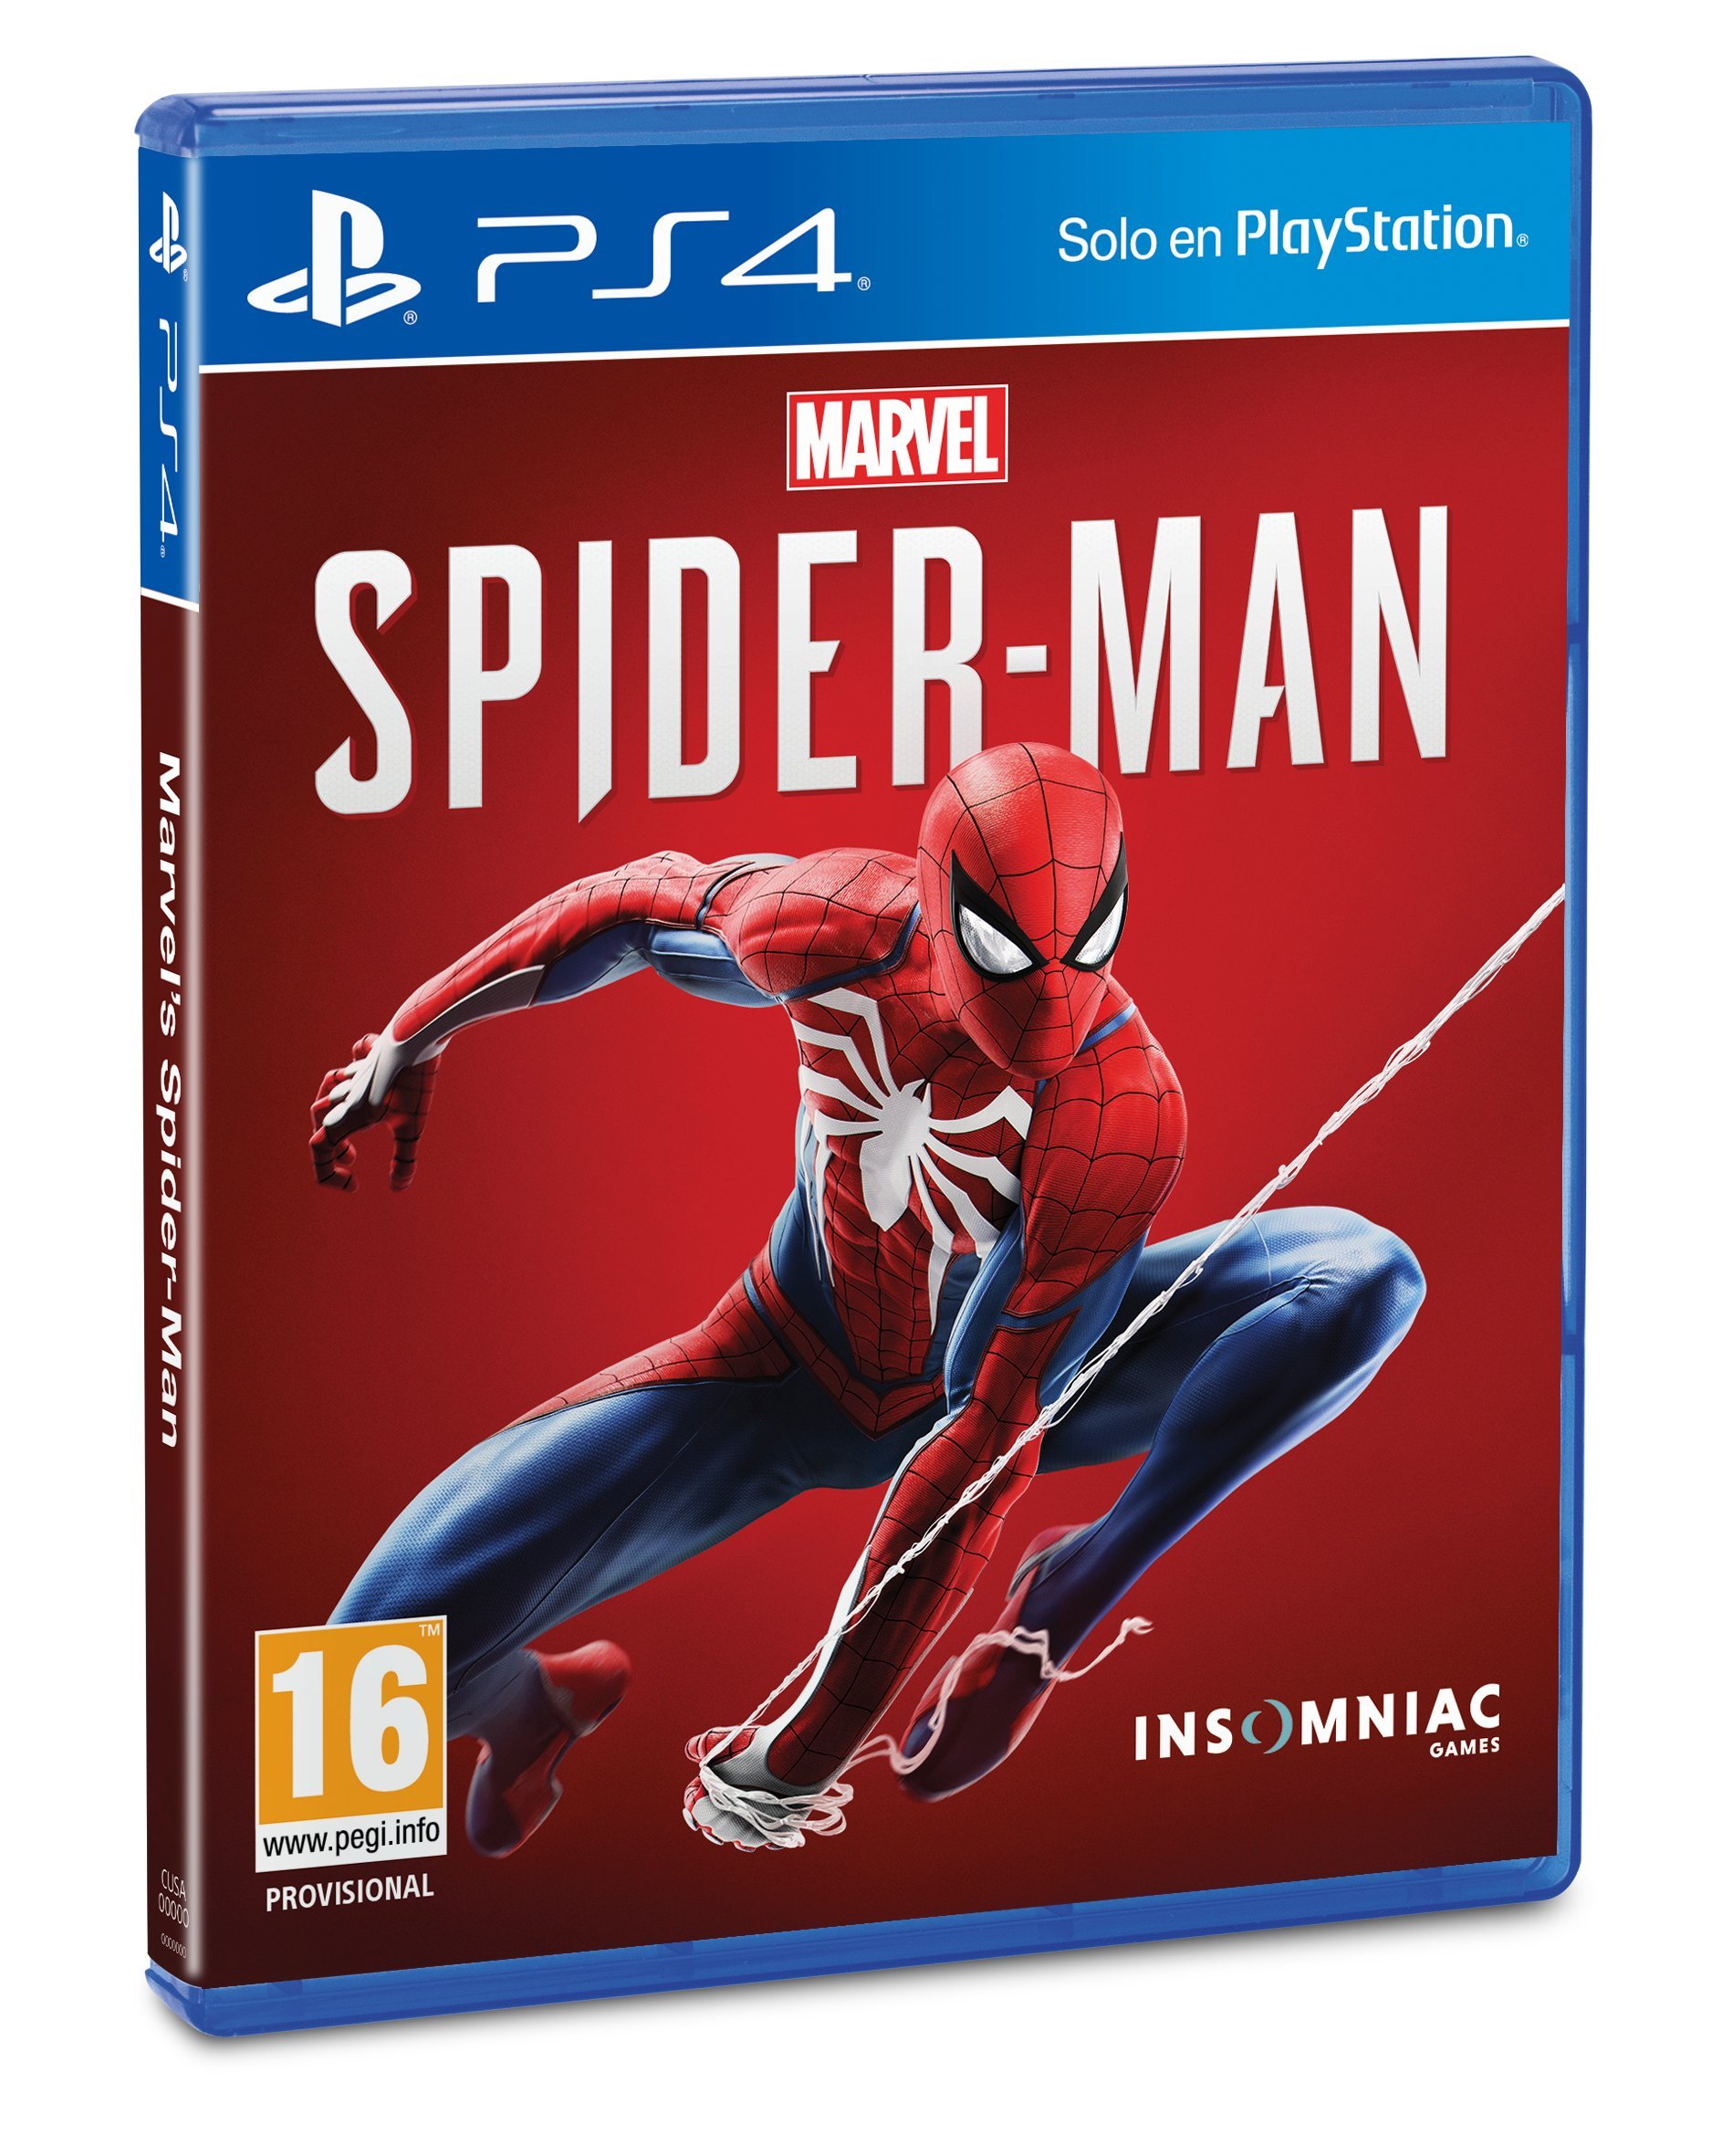 PS4
Solo en PlayStation®
MARVEL
SPIDER-MAN
16
www.pegi.info
PROVISIONAL
INSOMNIAC
GAMES
PS4
Marvel's Spider-Man
CUSA
00000
0000000